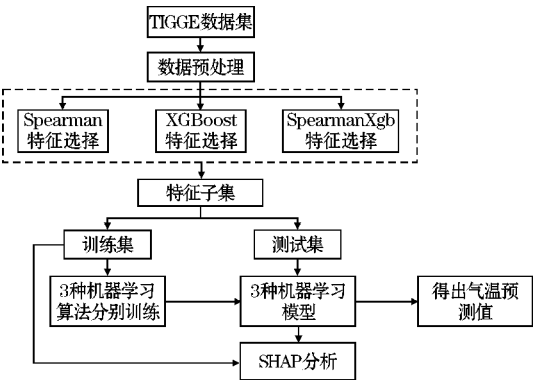 TIGGE数据集
数据预处理
Spearman
特征选择
XGBoost
特征选择
SpearmanXgb
特征选择
特征子集
训练集
测试集
3种机器学习
算法分别训练
3种机器学习
模型
得出气温预
测值
SHAP分析